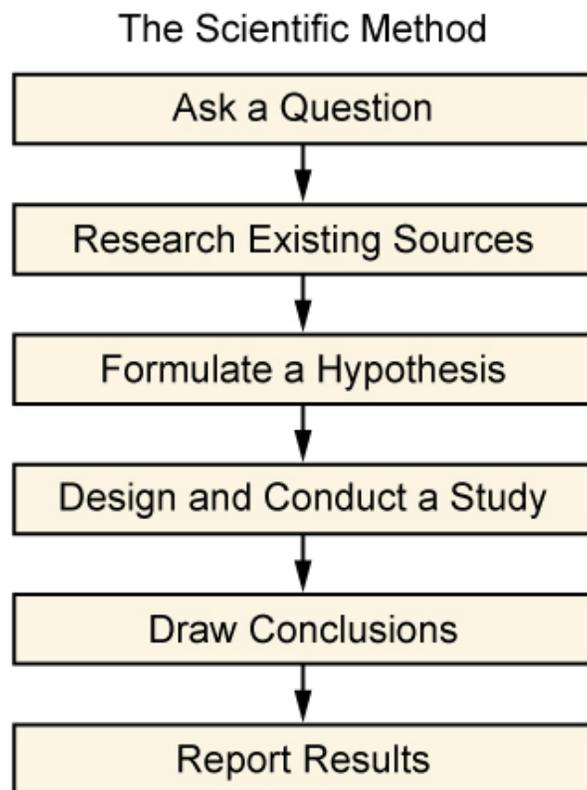 The Scientific Method
Ask a Question
Research Existing Sources
Formulate a Hypothesis
Design and Conduct a Study
Draw Conclusions
Report Results